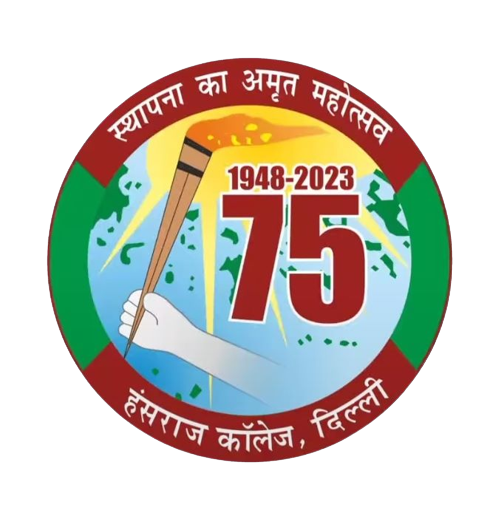 स्थापना का अमृत महोत्सव
1948-2023
75
हंसराज कॉलेज, दिल्ली